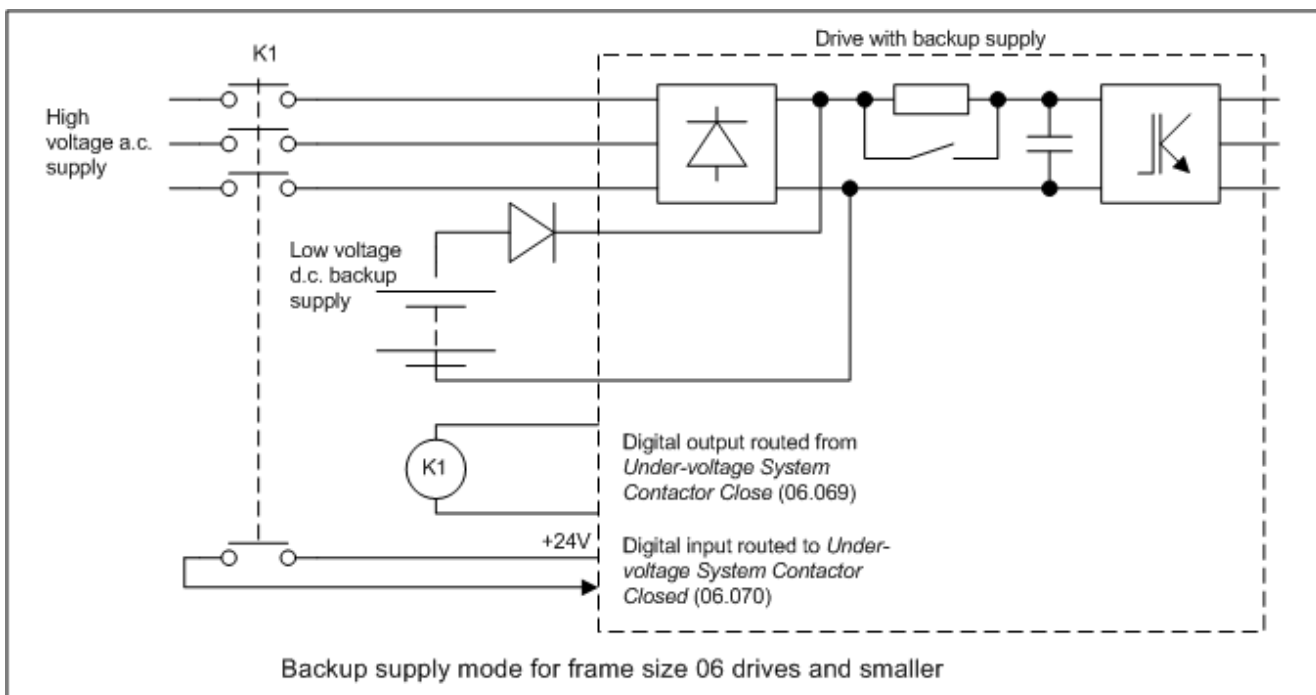 Drive with backup supply
K1
High
voltage a.c.
supply
Low voltage
d.c. backup
supply
K1
Digital output routed from
Under-voltage System
Contactor Close (06.069)
+24V
Digital input routed to Under-
voltage System Contactor
Closed (06.070)
Backup supply mode for frame size 06 drives and smaller